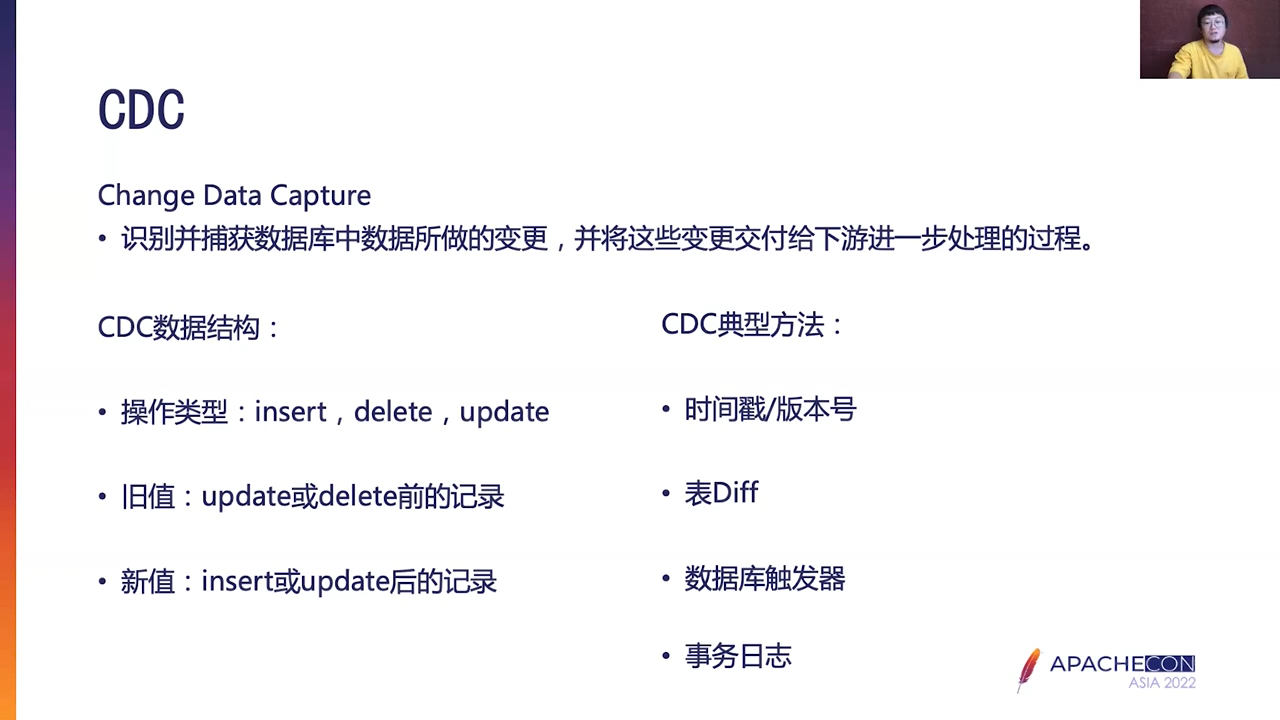 CDC
Change Data Capture
• 识别并捕获数据库中数据所做的变更，并将这些变更交付给下游进一步处理的过程。
CDC数据结构：
• 操作类型：insert，delete，update
• 旧值：update或delete前的记录
• 新值：insert或update后的记录
CDC典型方法：
• 时间戳/版本号
• 表Diff
• 数据库触发器
• 事务日志
APACHECON
ASIA 2022